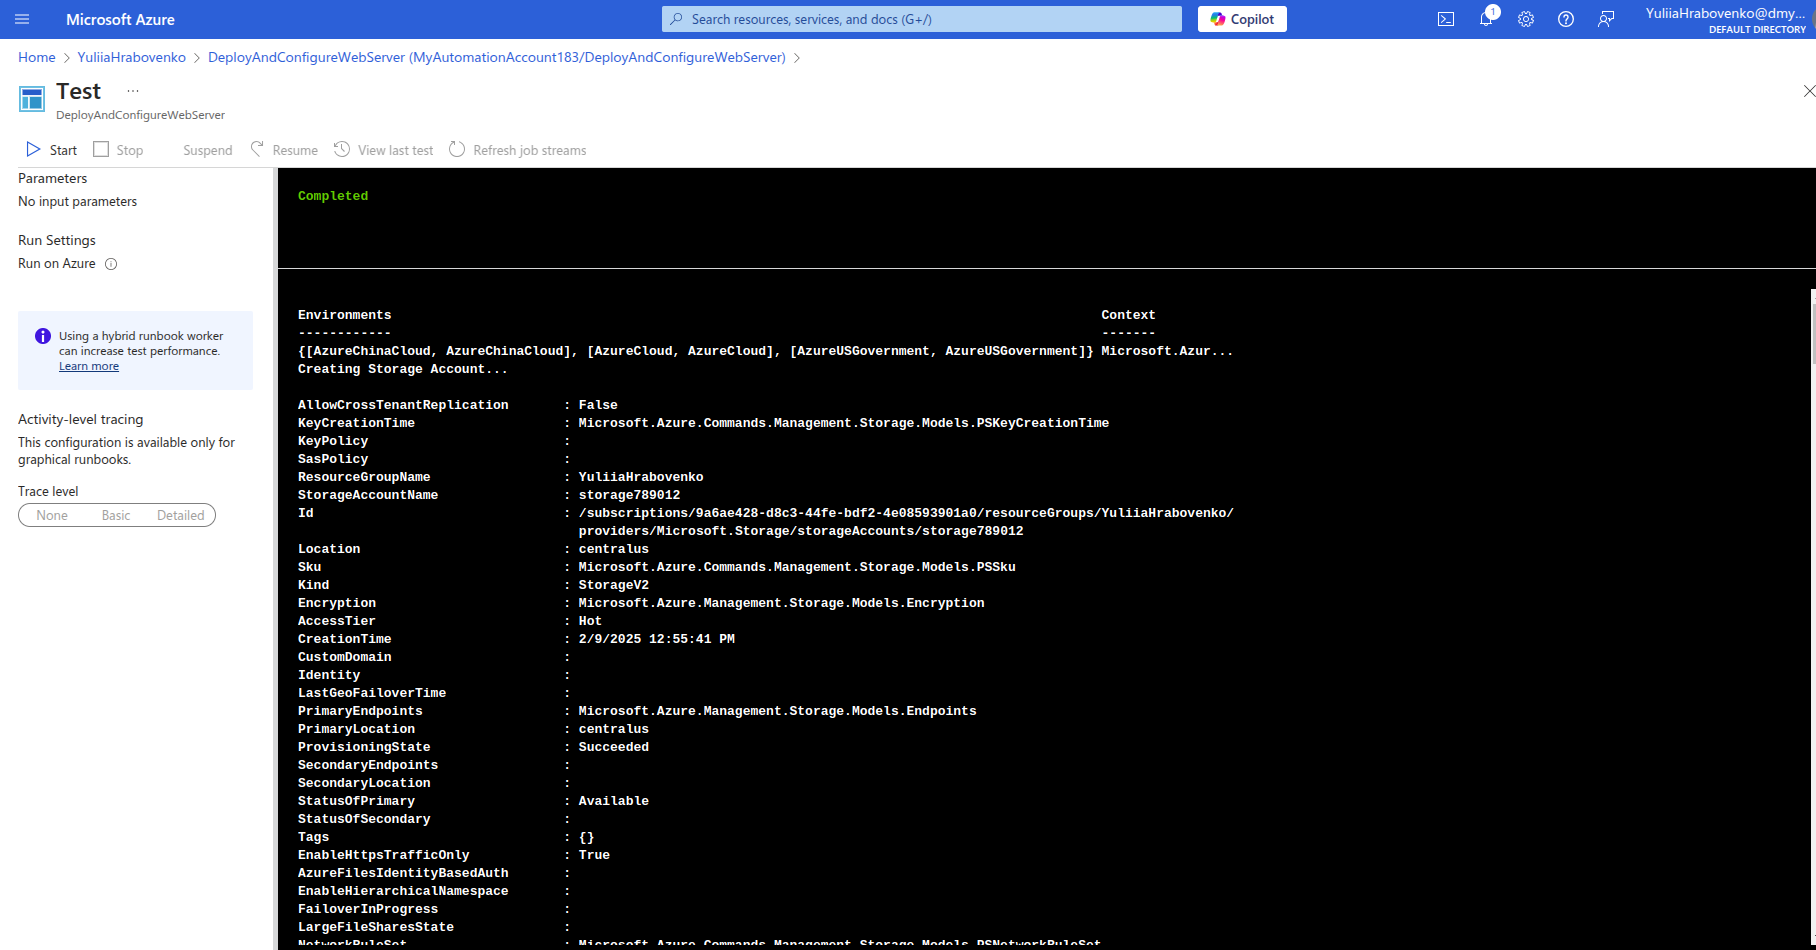 Microsoft Azure
Search resources, services, and docs (G+/)
Copilot
1
YuliiaHrabovenko@dmy...
DEFAULT DIRECTORY
Home > YuliiaHrabovenko > DeployAndConfigureWebServer (MyAutomationAccount183/DeployAndConfigureWebServer) >
Test ...
DeployAndConfigureWebServer
Start Stop Suspend Resume View last test Refresh job streams
Parameters
No input parameters
Run Settings
Run on Azure
Using a hybrid runbook worker
can increase test performance.
Learn more
Activity-level tracing
This configuration is available only for
graphical runbooks.
Trace level
None Basic Detailed
Completed
Environments Context
------------ -------
{[AzureChinaCloud, AzureChinaCloud], [AzureCloud, AzureCloud], [AzureUSGovernment, AzureUSGovernment]} Microsoft.Azur...
Creating Storage Account...
AllowCrossTenantReplication : False
KeyCreationTime : Microsoft.Azure.Commands.Management.Storage.Models.PSKeyCreationTime
KeyPolicy :
SasPolicy :
ResourceGroupName : YuliiaHrabovenko
StorageAccountName : storage789012
Id : /subscriptions/9a6ae428-d8c3-44fe-bdf2-4e08593901a0/resourceGroups/YuliiaHrabovenko/
providers/Microsoft.Storage/storageAccounts/storage789012
Location : centralus
Sku : Microsoft.Azure.Commands.Management.Storage.Models.PSSku
Kind : StorageV2
Encryption : Microsoft.Azure.Management.Storage.Models.Encryption
AccessTier : Hot
CreationTime : 2/9/2025 12:55:41 PM
CustomDomain :
Identity :
LastGeoFailoverTime :
PrimaryEndpoints : Microsoft.Azure.Management.Storage.Models.Endpoints
PrimaryLocation : centralus
ProvisioningState : Succeeded
SecondaryEndpoints :
SecondaryLocation :
StatusOfPrimary : Available
StatusOfSecondary :
Tags : {}
EnableHttpsTrafficOnly : True
AzureFilesIdentityBasedAuth :
EnableHierarchicalNamespace :
FailoverInProgress :
LargeFileSharesState :
NetworkRuleSet : Microsoft.Azure.Commands.Management.Storage.Models.PSNetworkRuleSet